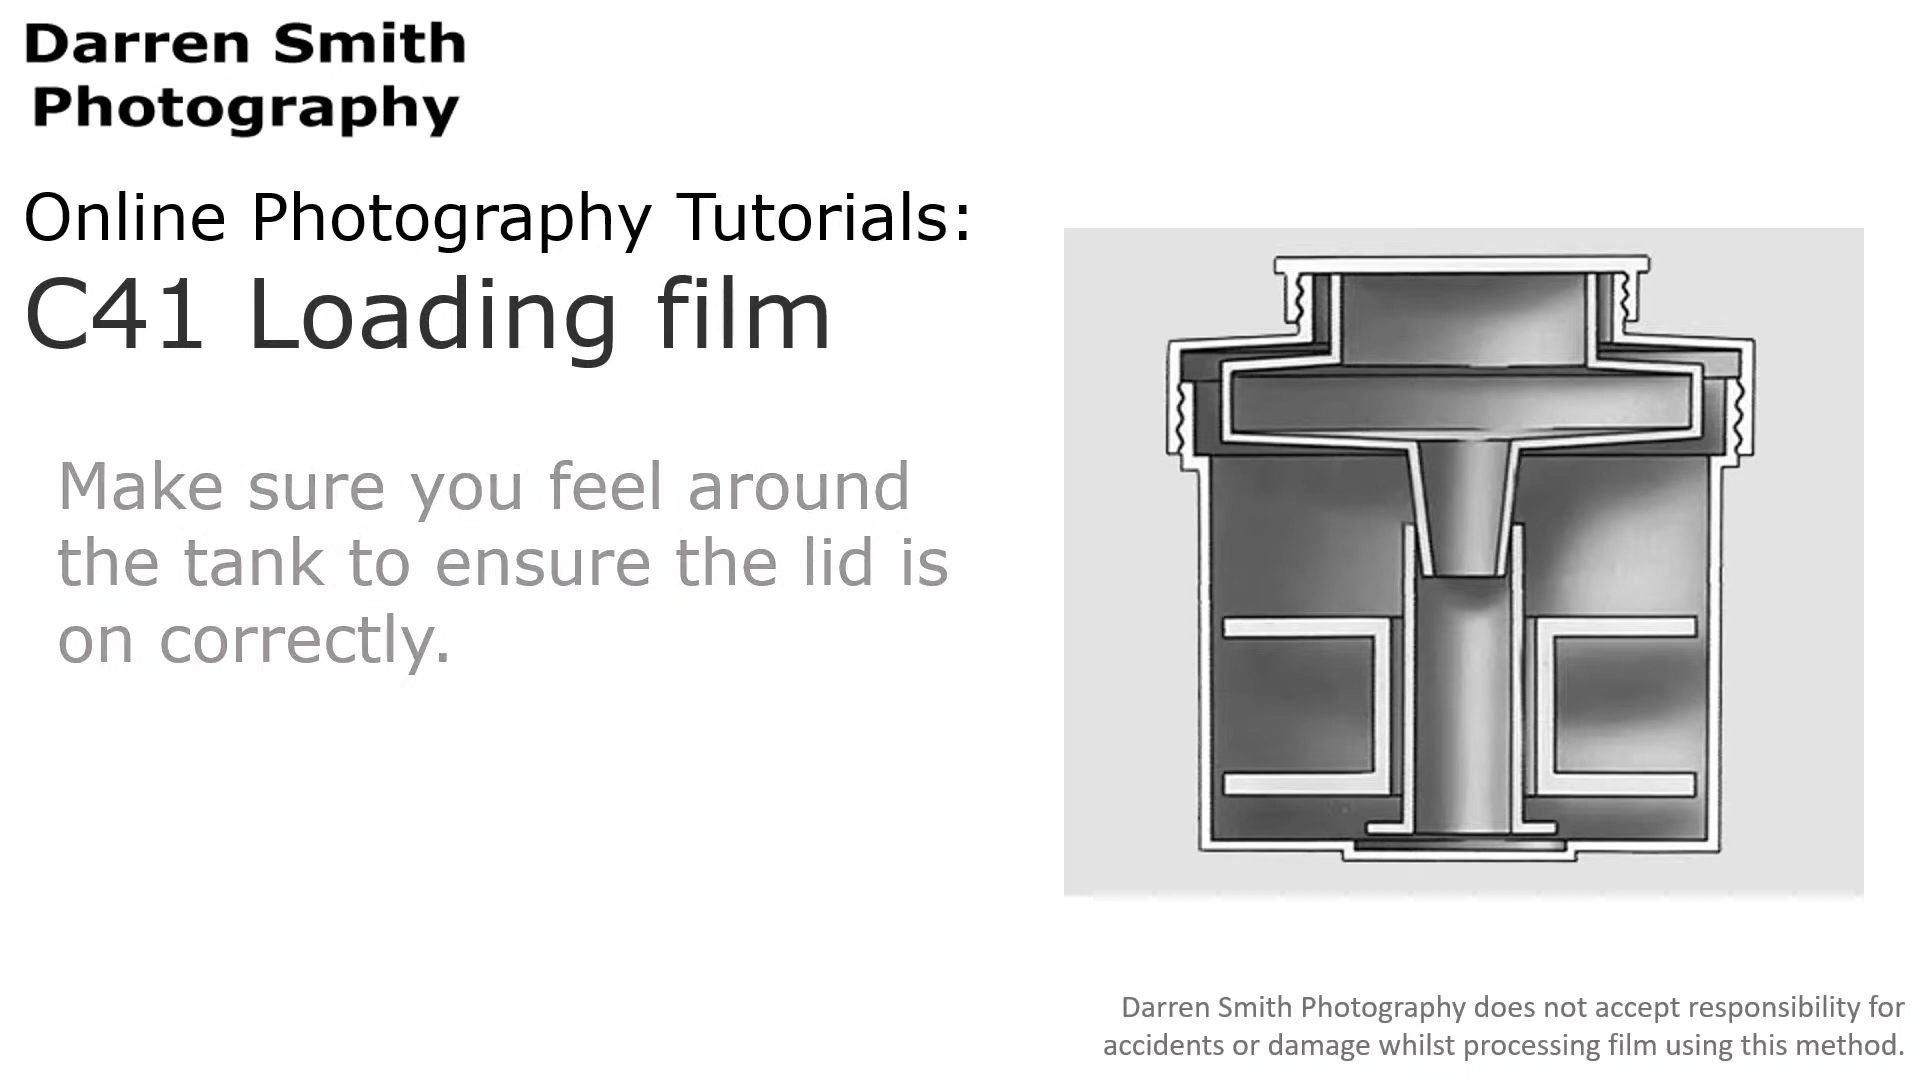 Darren Smith
Photography
Online Photography Tutorials:
C41 Loading film
Make sure you feel around
the tank to ensure the lid is
on correctly.
Darren Smith Photography does not accept responsibility for
accidents or damage whilst processing film using this method.